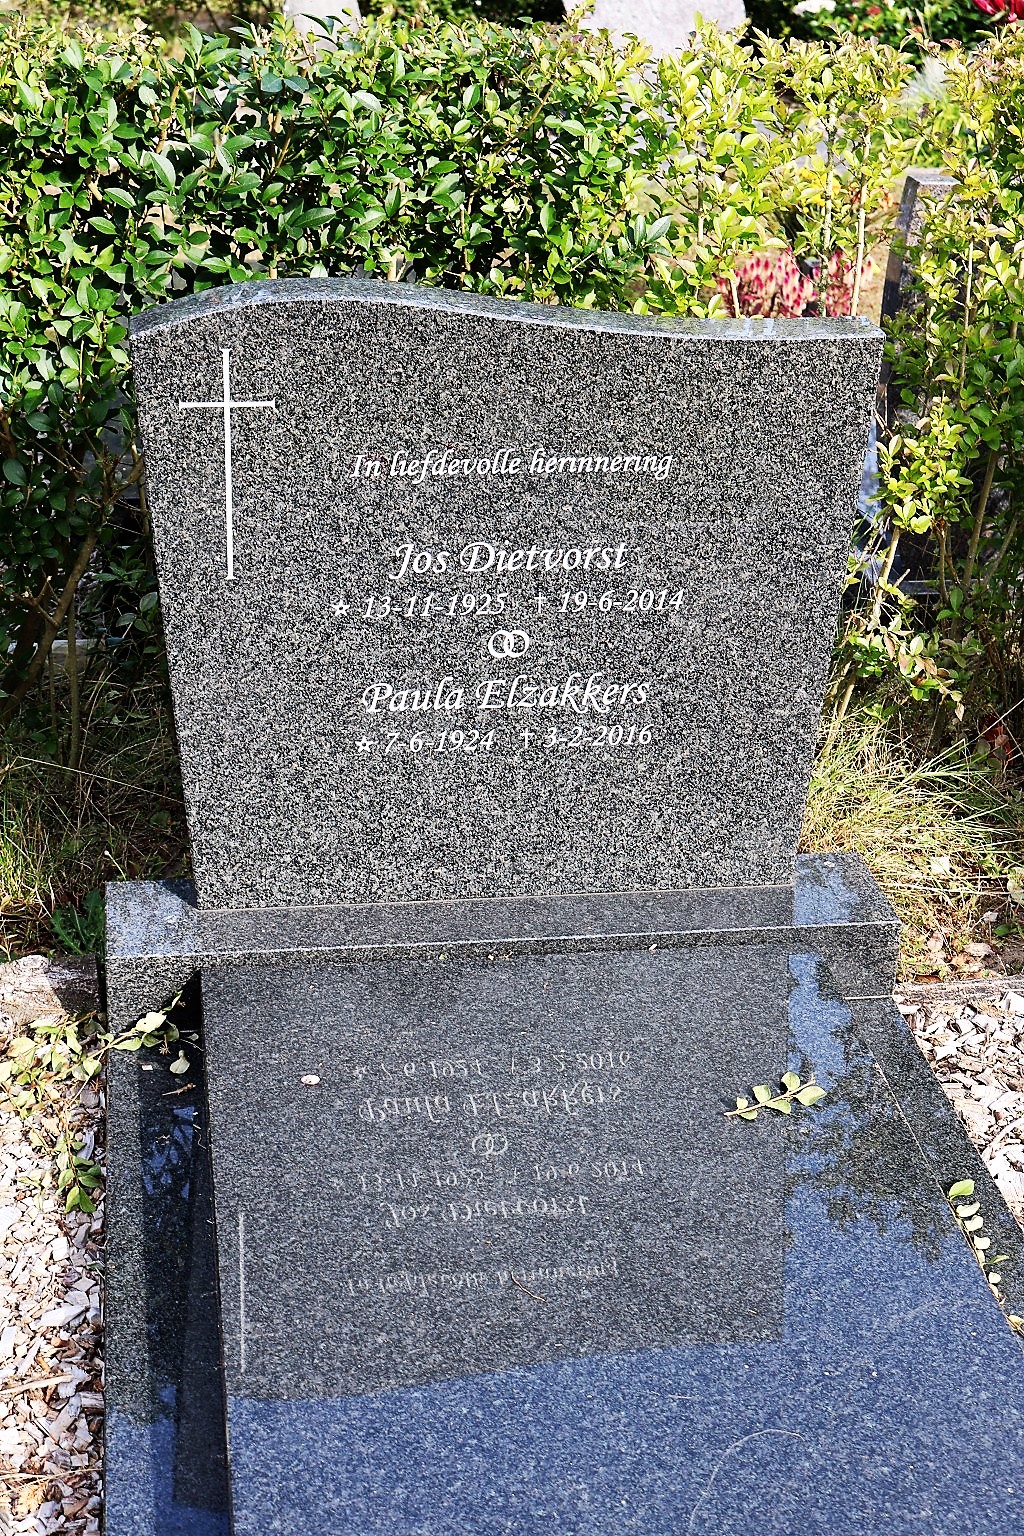 In liefdevolle herinnering
Jos Dietvorst
☆ 13-11-1925 † 19-6-2014
Paula Elzakkers
☆ 7-6-1924 † 3-2-2016